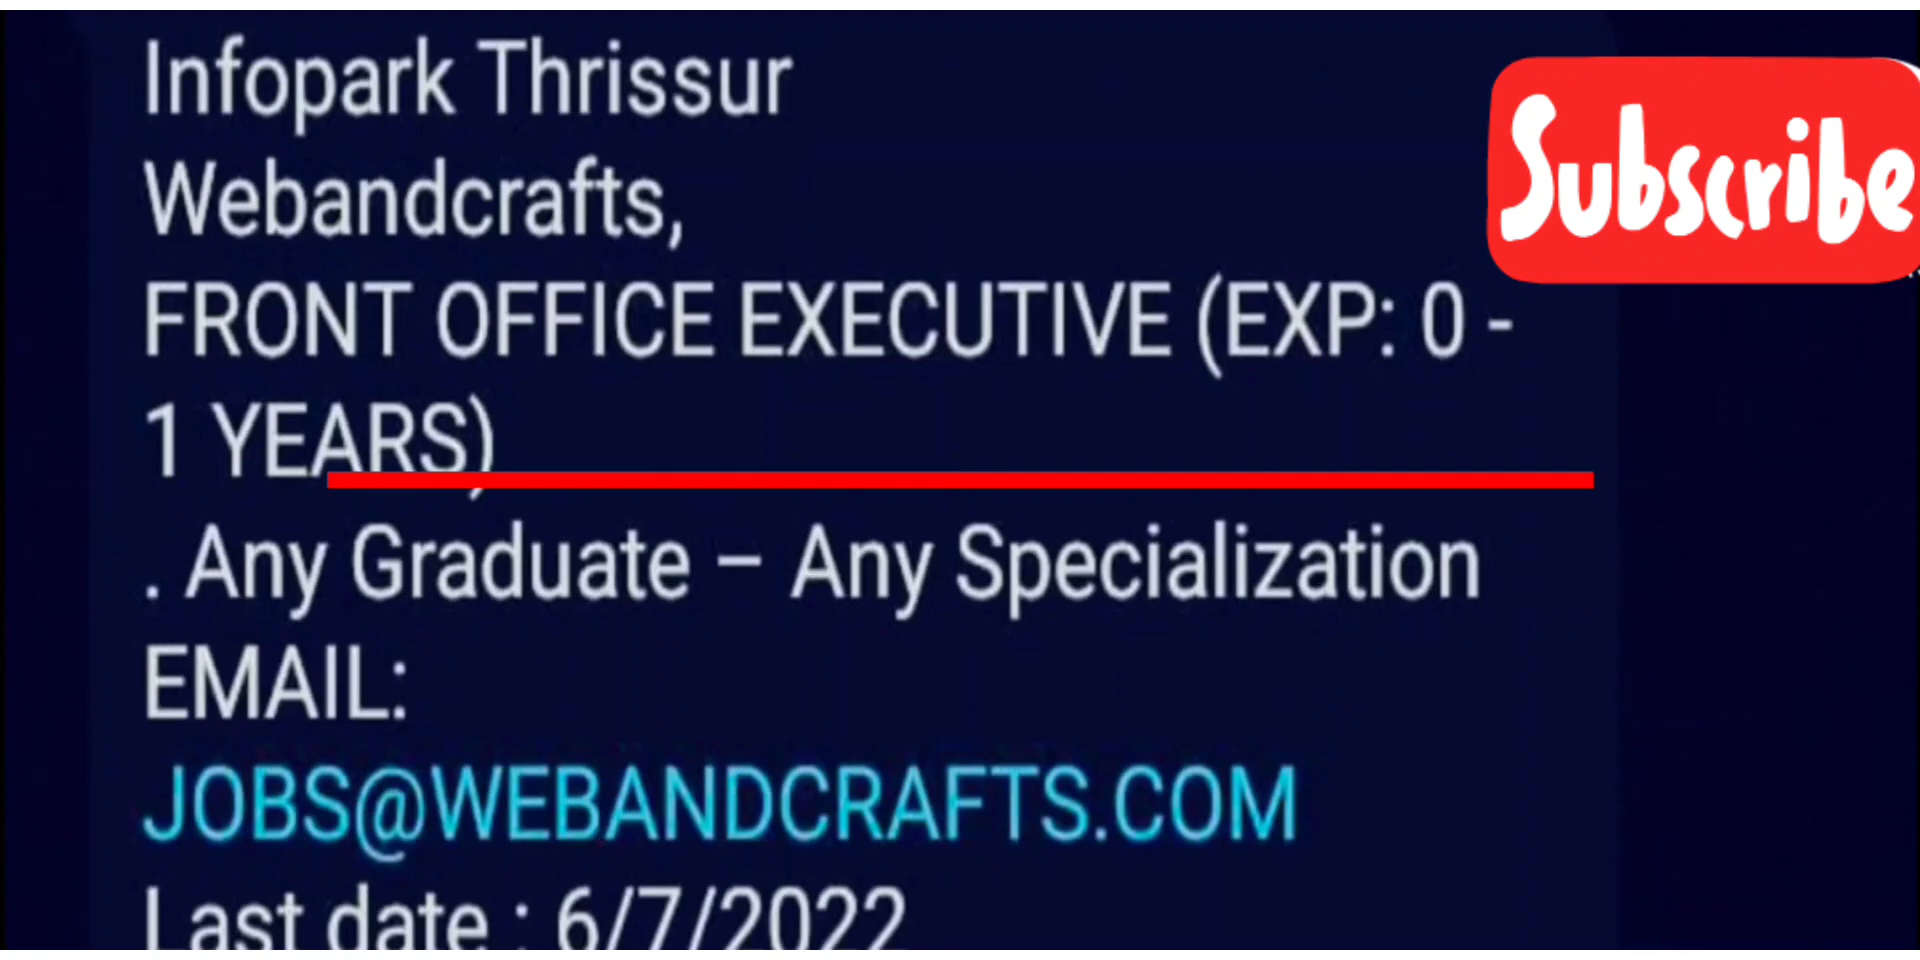 Infopark Thrissur
Subscribe
Webandcrafts,
FRONT OFFICE EXECUTIVE (EXP: 0 -
1 YEARS)
. Any Graduate – Any Specialization
EMAIL:
JOBS@WEBANDCRAFTS.COM
Last date : 6/7/2022